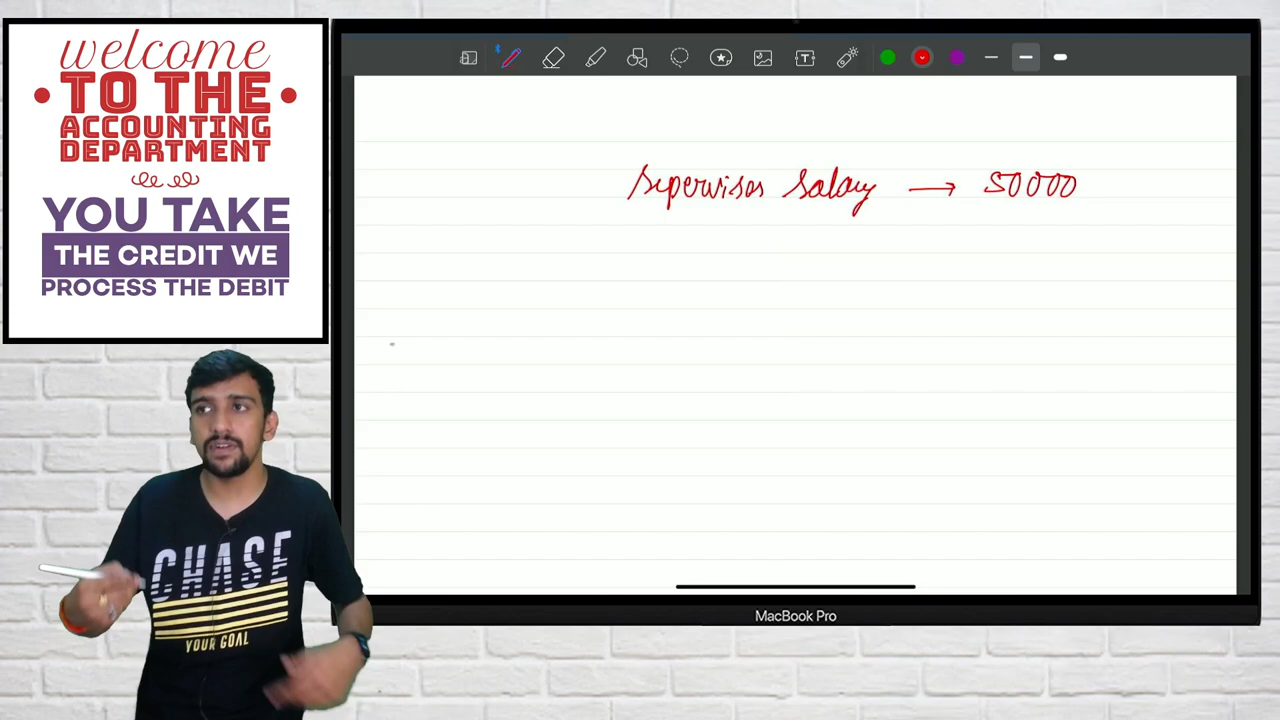 welcome
TO THE
ACCOUNTING
DEPARTMENT
YOU TAKE
THE CREDIT WE
PROCESS THE DEBIT
Supervisor Salary → 50000
T
CHASE
YOUR GOAL
MacBook Pro